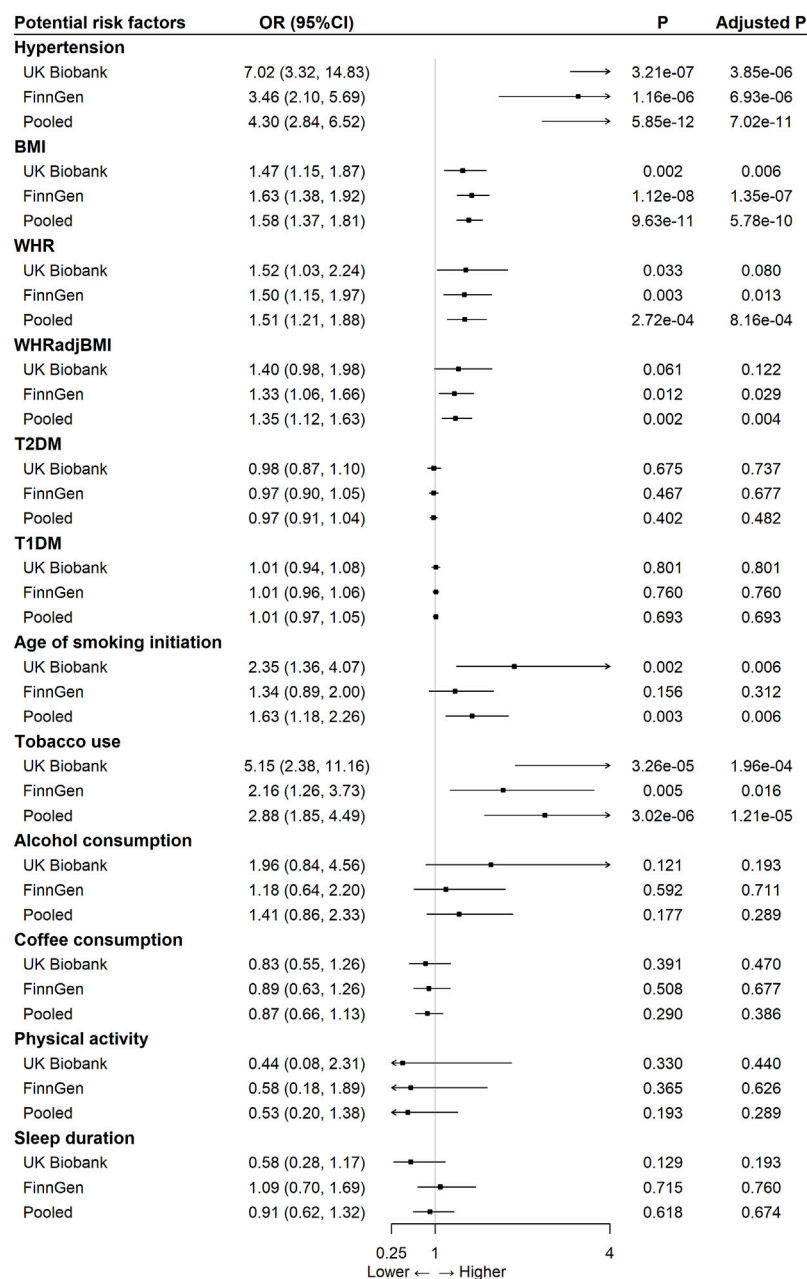 Potential risk factors OR (95%CI) P Adjusted P
Hypertension
UK Biobank 7.02 (3.32, 14.83) 3.21e-07 3.85e-06
FinnGen 3.46 (2.10, 5.69) 1.16e-06 6.93e-06
Pooled 4.30 (2.84, 6.52) 5.85e-12 7.02e-11
BMI
UK Biobank 1.47 (1.15, 1.87) 0.002 0.006
FinnGen 1.63 (1.38, 1.92) 1.12e-08 1.35e-07
Pooled 1.58 (1.37, 1.81) 9.63e-11 5.78e-10
WHR
UK Biobank 1.52 (1.03, 2.24) 0.033 0.080
FinnGen 1.50 (1.15, 1.97) 0.003 0.013
Pooled 1.51 (1.21, 1.88) 2.72e-04 8.16e-04
WHRadjBMI
UK Biobank 1.40 (0.98, 1.98) 0.061 0.122
FinnGen 1.33 (1.06, 1.66) 0.012 0.029
Pooled 1.35 (1.12, 1.63) 0.002 0.004
T2DM
UK Biobank 0.98 (0.87, 1.10) 0.675 0.737
FinnGen 0.97 (0.90, 1.05) 0.467 0.677
Pooled 0.97 (0.91, 1.04) 0.402 0.482
T1DM
UK Biobank 1.01 (0.94, 1.08) 0.801 0.801
FinnGen 1.01 (0.96, 1.06) 0.760 0.760
Pooled 1.01 (0.97, 1.05) 0.693 0.693
Age of smoking initiation
UK Biobank 2.35 (1.36, 4.07) 0.002 0.006
FinnGen 1.34 (0.89, 2.00) 0.156 0.312
Pooled 1.63 (1.18, 2.26) 0.003 0.006
Tobacco use
UK Biobank 5.15 (2.38, 11.16) 3.26e-05 1.96e-04
FinnGen 2.16 (1.26, 3.73) 0.005 0.016
Pooled 2.88 (1.85, 4.49) 3.02e-06 1.21e-05
Alcohol consumption
UK Biobank 1.96 (0.84, 4.56) 0.121 0.193
FinnGen 1.18 (0.64, 2.20) 0.592 0.711
Pooled 1.41 (0.86, 2.33) 0.177 0.289
Coffee consumption
UK Biobank 0.83 (0.55, 1.26) 0.391 0.470
FinnGen 0.89 (0.63, 1.26) 0.508 0.677
Pooled 0.87 (0.66, 1.13) 0.290 0.386
Physical activity
UK Biobank 0.44 (0.08, 2.31) 0.330 0.440
FinnGen 0.58 (0.18, 1.89) 0.365 0.626
Pooled 0.53 (0.20, 1.38) 0.193 0.289
Sleep duration
UK Biobank 0.58 (0.28, 1.17) 0.129 0.193
FinnGen 1.09 (0.70, 1.69) 0.715 0.760
Pooled 0.91 (0.62, 1.32) 0.618 0.674
0.25 1 4
Lower ← → Higher